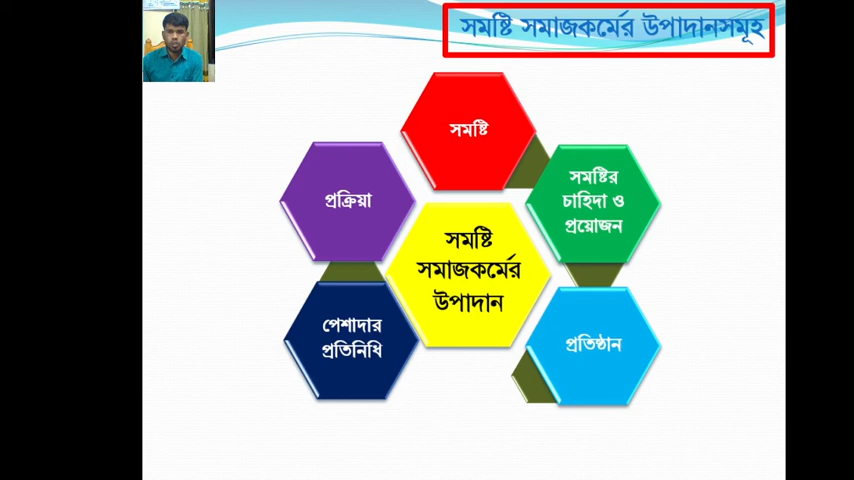 সমষ্টি সমাজকর্মের উপাদানসমূহ
সমষ্টি
সমষ্টির
চাহিদা ও
প্রয়োজন
প্রক্রিয়া
সমষ্টি
সমাজকর্মের
উপাদান
পেশাদার
প্রতিনিধি
প্রতিষ্ঠান